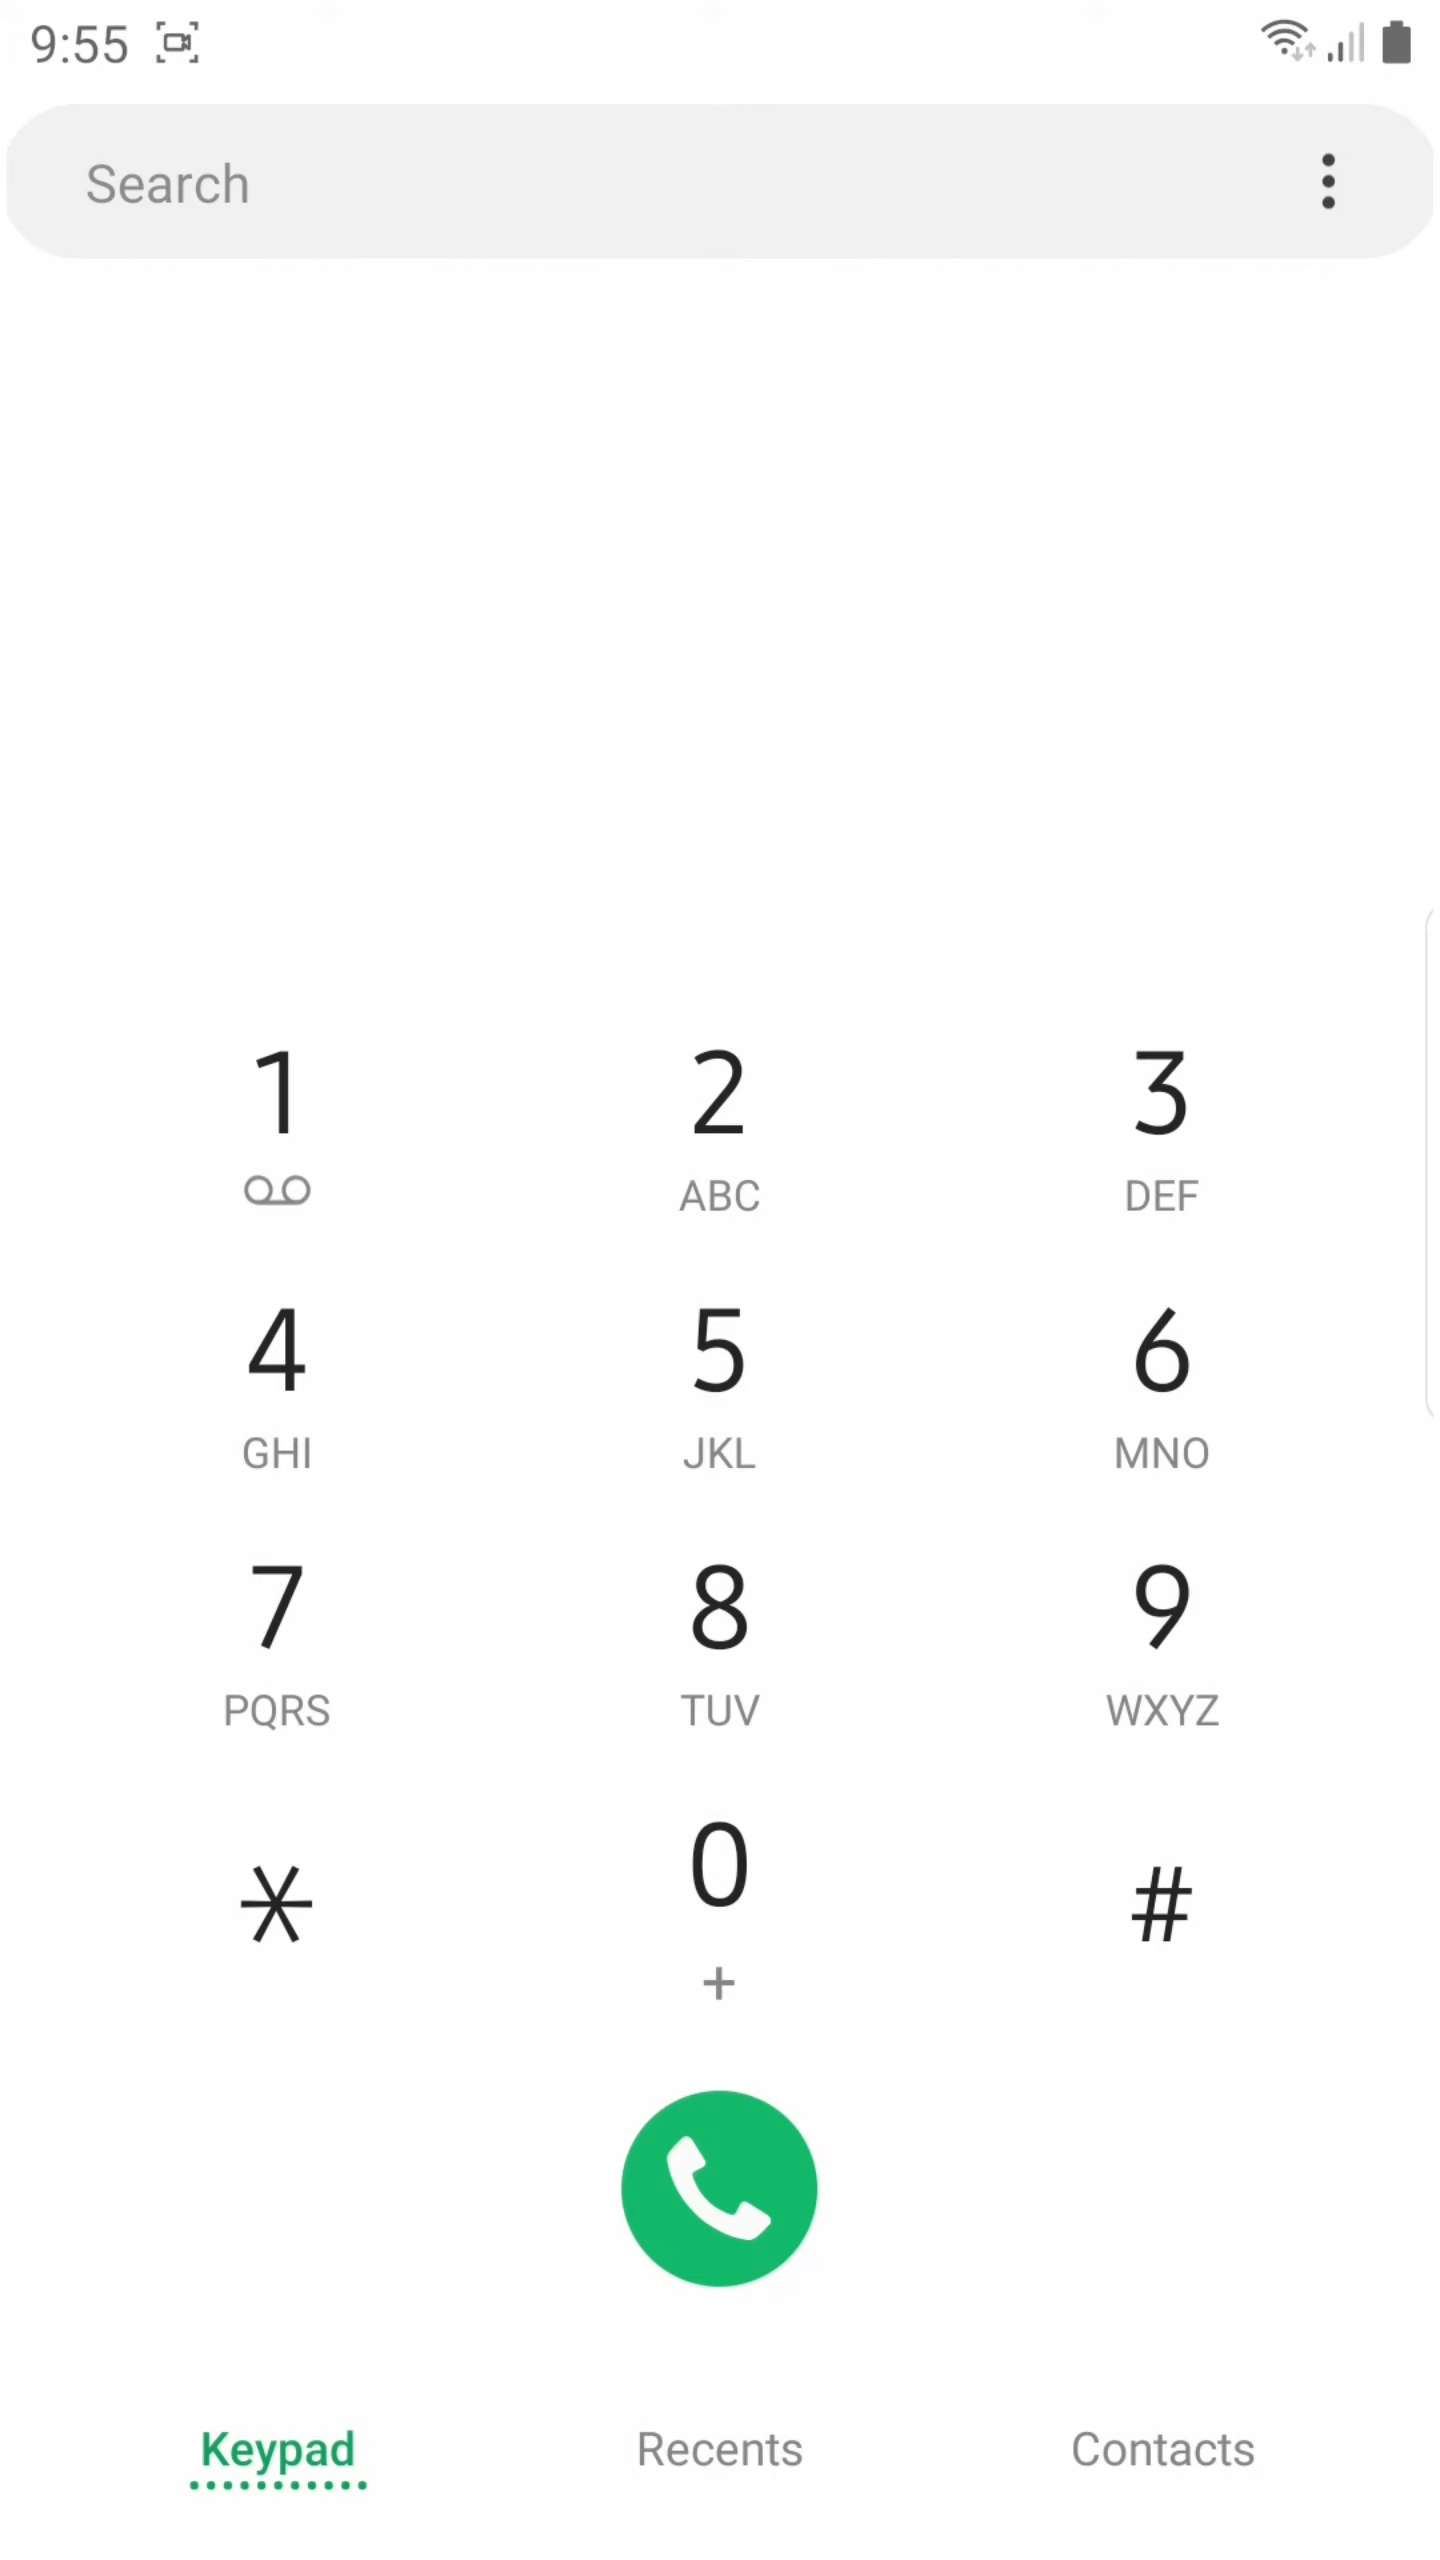 9:55
Search
1 2 3
ABC DEF
4 5 6
GHI JKL MNO
7 8 9
PQRS TUV WXYZ
* 0 #
+
Keypad Recents Contacts